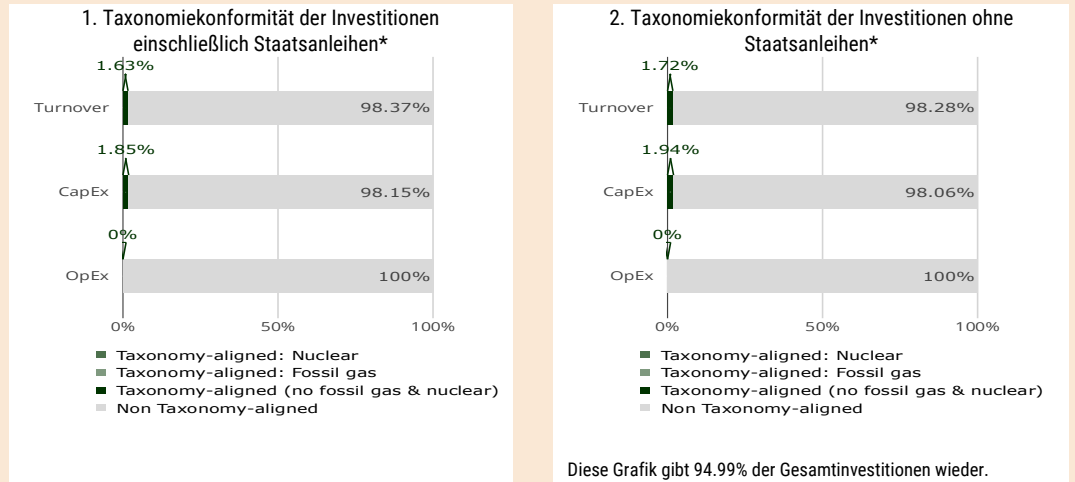 1. Taxonomiekonformität der Investitionen
einschließlich Staatsanleihen*
1.63%
Turnover
98.37%
1.85%
CapEx
98.15%
0%
OpEx
100%
0%
50%
100%
Taxonomy-aligned: Nuclear
Taxonomy-aligned: Fossil gas
Taxonomy-aligned (no fossil gas & nuclear)
Non Taxonomy-aligned
2. Taxonomiekonformität der Investitionen ohne
Staatsanleihen*
1.72%
Turnover
98.28%
1.94%
CapEx
98.06%
0%
OpEx
100%
0%
50%
100%
Taxonomy-aligned: Nuclear
Taxonomy-aligned: Fossil gas
Taxonomy-aligned (no fossil gas & nuclear)
Non Taxonomy-aligned
Diese Grafik gibt 94.99% der Gesamtinvestitionen wieder.